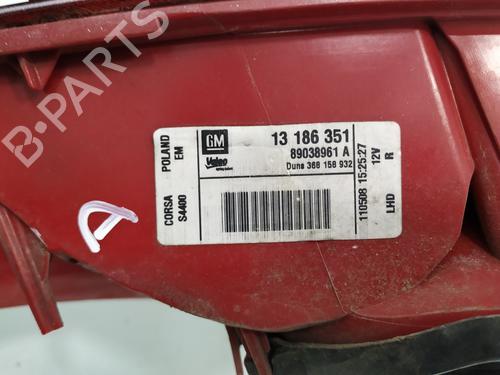 GM
13 186 351
Valeo
89038961 A
Duns 368 158 932
POLAND
EM
CORSA
S4400
12V
R
110508 15:25:27
LHD
A
B-PARTS